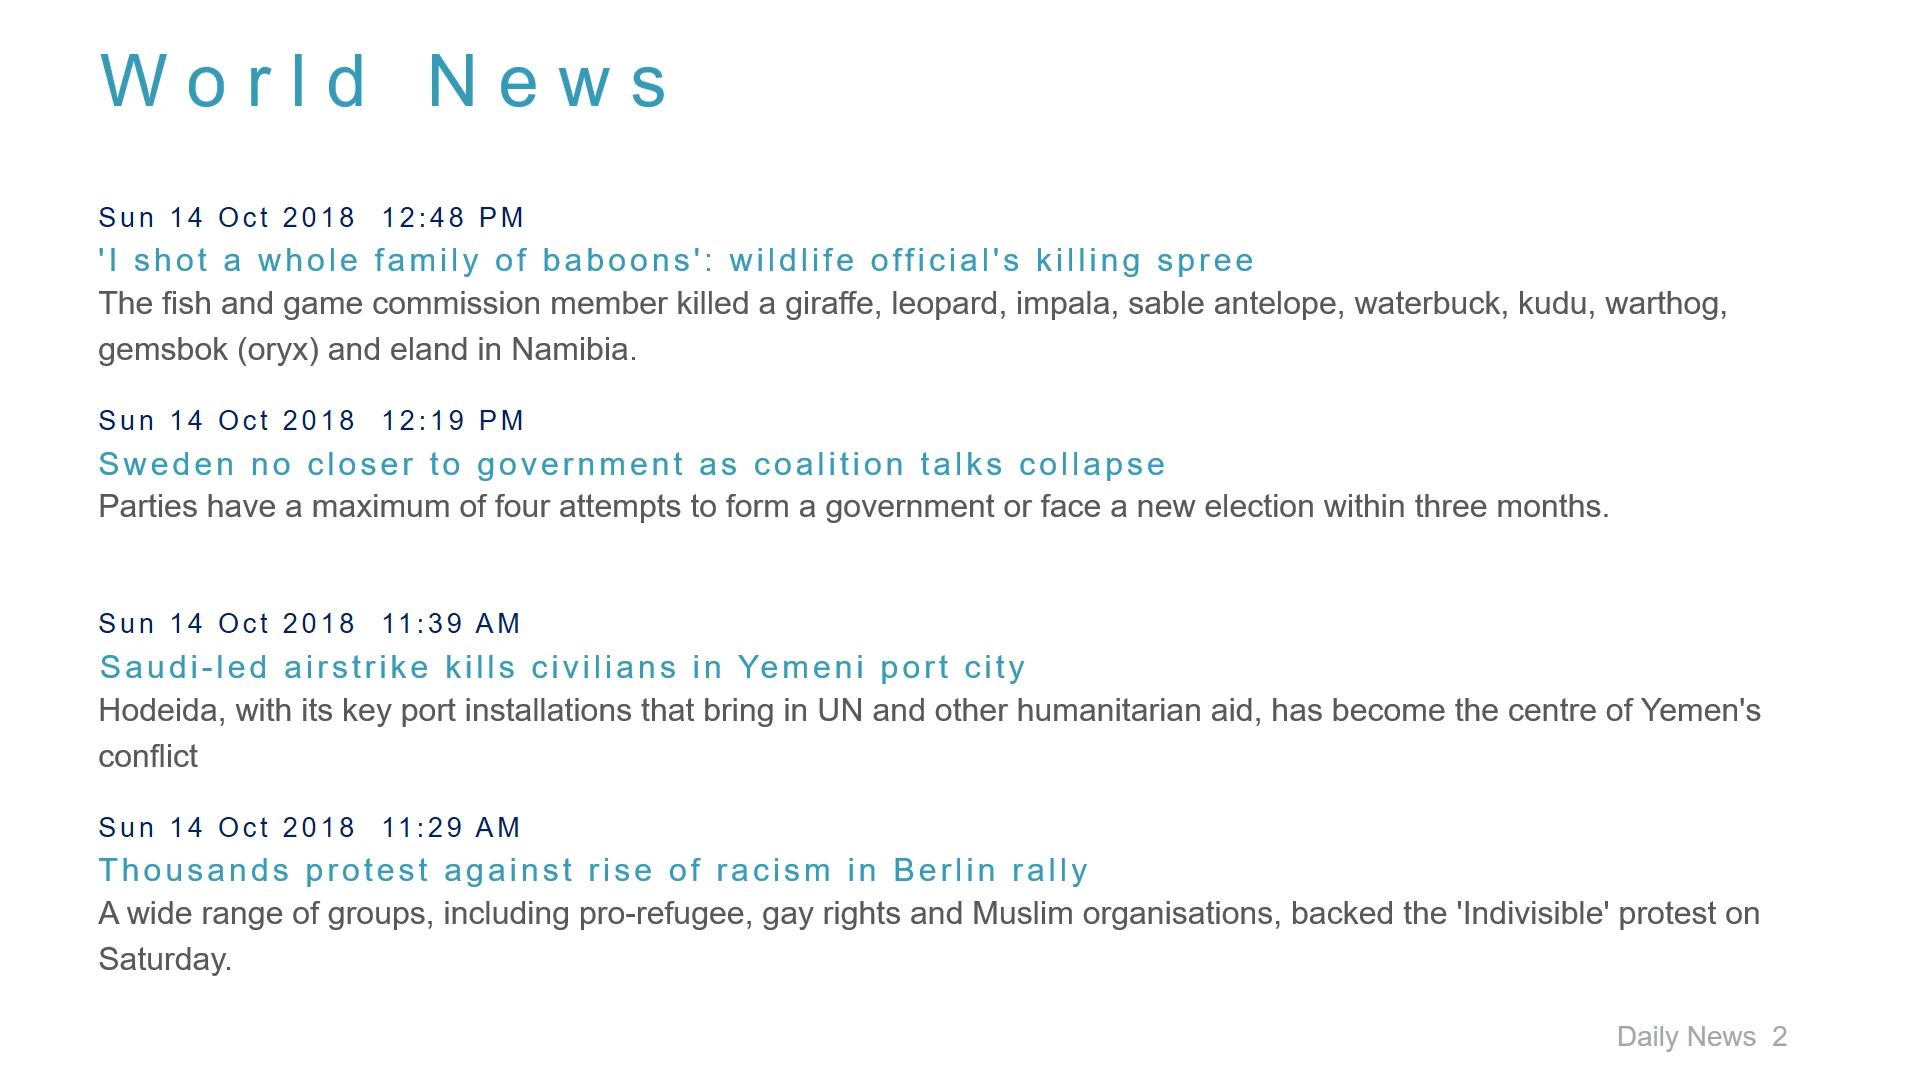 World News
Sun 14 Oct 2018  12:48 PM
'I shot a whole family of baboons': wildlife official's killing spree
The fish and game commission member killed a giraffe, leopard, impala, sable antelope, waterbuck, kudu, warthog,
gemsbok (oryx) and eland in Namibia.
Sun 14 Oct 2018  12:19 PM
Sweden no closer to government as coalition talks collapse
Parties have a maximum of four attempts to form a government or face a new election within three months.
Sun 14 Oct 2018  11:39 AM
Saudi-led airstrike kills civilians in Yemeni port city
Hodeida, with its key port installations that bring in UN and other humanitarian aid, has become the centre of Yemen's
conflict
Sun 14 Oct 2018  11:29 AM
Thousands protest against rise of racism in Berlin rally
A wide range of groups, including pro-refugee, gay rights and Muslim organisations, backed the 'Indivisible' protest on
Saturday.
Daily News  2